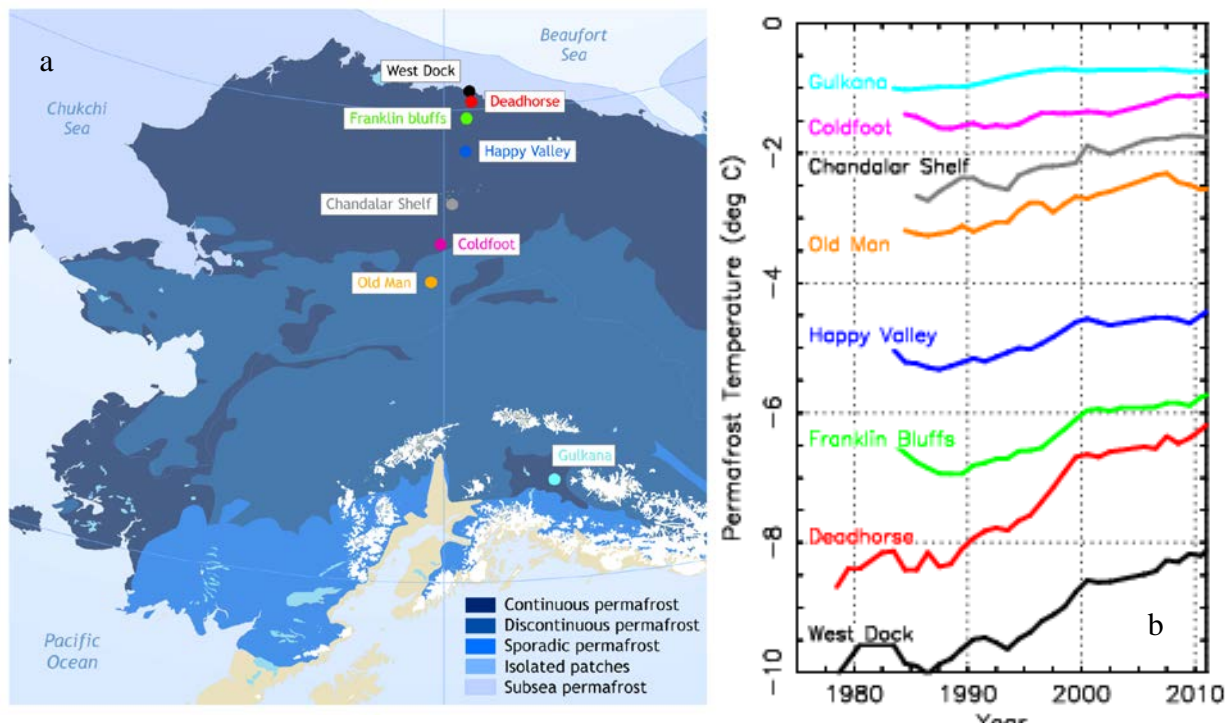 a
Beaufort
Sea
West Dock
Chukchi
Sea
Deadhorse
Franklin bluffs
Happy Valley
Chandalar Shelf
Coldfoot
Old Man
Gulkana
Continuous permafrost
Discontinuous permafrost
Sporadic permafrost
Isolated patches
Subsea permafrost
Pacific
Ocean
Permafrost Temperature (deg C)
0
-2
-4
-6
-8
-10
Gulkana
Coldfoot
Chandalar Shelf
Old Man
Happy Valley
Franklin Bluffs
Deadhorse
West Dock
b
1980 1990 2000 2010
Year